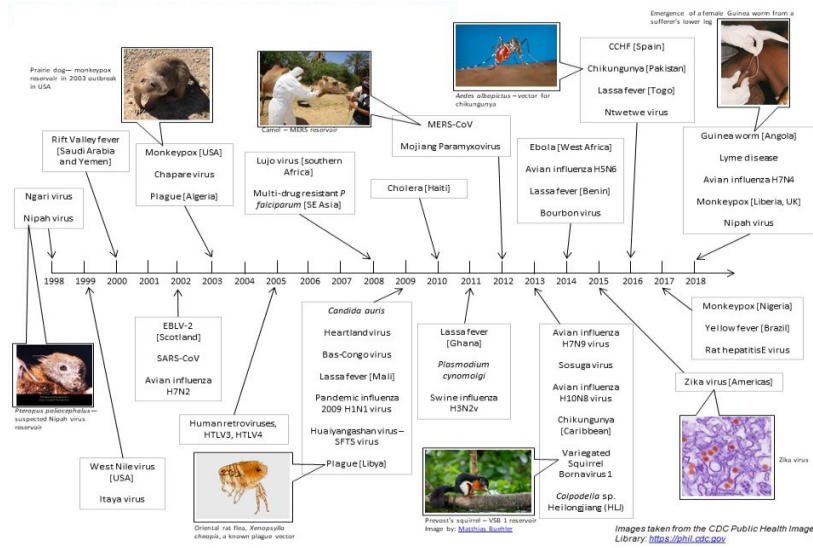 Emergence of a female Guinea worm from a
sufferer's lower leg
Prairie dog— monkeypox
reservoir in 2003 outbreak
in USA
Camel – MERS reservoir
Aedes albopictus – vector for
chikungunya
CCHF [Spain]
Chikungunya [Pakistan]
Lassa fever [Togo]
Ntwetwe virus
Rift Valley fever
[Saudi Arabia
and Yemen]
Monkeypox [USA]
Chapare virus
Plague [Algeria]
Lujo virus [southern
Africa]
Multi-drug resistant P
falciparum [SE Asia]
MERS-CoV
Mojiang Paramyxovirus
Cholera [Haiti]
Ebola [West Africa]
Avian influenza H5N6
Lassa fever [Benin]
Bourbon virus
Guinea worm [Angola]
Lyme disease
Avian influenza H7N4
Monkeypox [Liberia, UK]
Nipah virus
Ngari virus
Nipah virus
1998 1999 2000 2001 2002 2003 2004 2005 2006 2007 2008 2009 2010 2011 2012 2013 2014 2015 2016 2017 2018
EBLV-2
[Scotland]
SARS-CoV
Avian influenza
H7N2
Candida auris
Heartland virus
Bas-Congo virus
Lassa fever [Mali]
Pandemic influenza
2009 H1N1 virus
Huaiyangashan virus –
SFTS virus
Plague [Libya]
Lassa fever
[Ghana]
Plasmodium
cynomolgi
Swine influenza
H3N2v
Avian influenza
H7N9 virus
Sosuga virus
Avian influenza
H10N8 virus
Chikungunya
[Caribbean]
Variegated
Squirrel
Bornavirus 1
Colpodella sp.
Heilongjiang (HLJ)
Monkeypox [Nigeria]
Yellow fever [Brazil]
Rat hepatitis E virus
Zika virus [Americas]
Zika virus
Pteropus poliocephalus—
suspected Nipah virus
reservoir
Human retroviruses,
HTLV3, HTLV4
West Nile virus
[USA]
Itaya virus
Oriental rat flea, Xenopsylla
cheopis, a known plague vector
Prevost's squirrel – VSB 1 reservoir
Image by: Matthias Buehler
Images taken from the CDC Public Health Image
Library: https://phil.cdc.gov